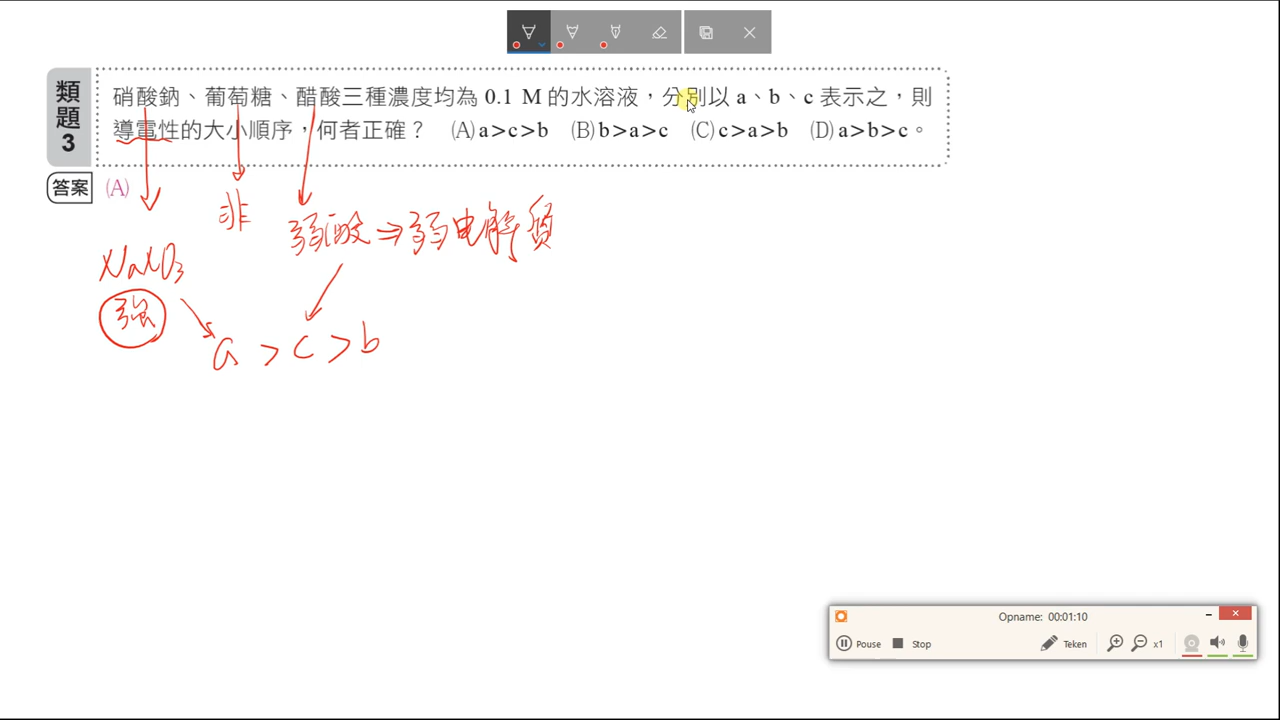 類題3
硝酸鈉、葡萄糖、醋酸三種濃度均為 0.1 M 的水溶液，分別以 a、b、c 表示之，則
導電性的大小順序，何者正確？ (A) a>c>b (B) b>a>c (C) c>a>b (D) a>b>c。
答案 (A)
非
弱酸⇒弱电解质
NaNO3
強
a > c > b
Opname: 00:01:10
Pause Stop Teken x1